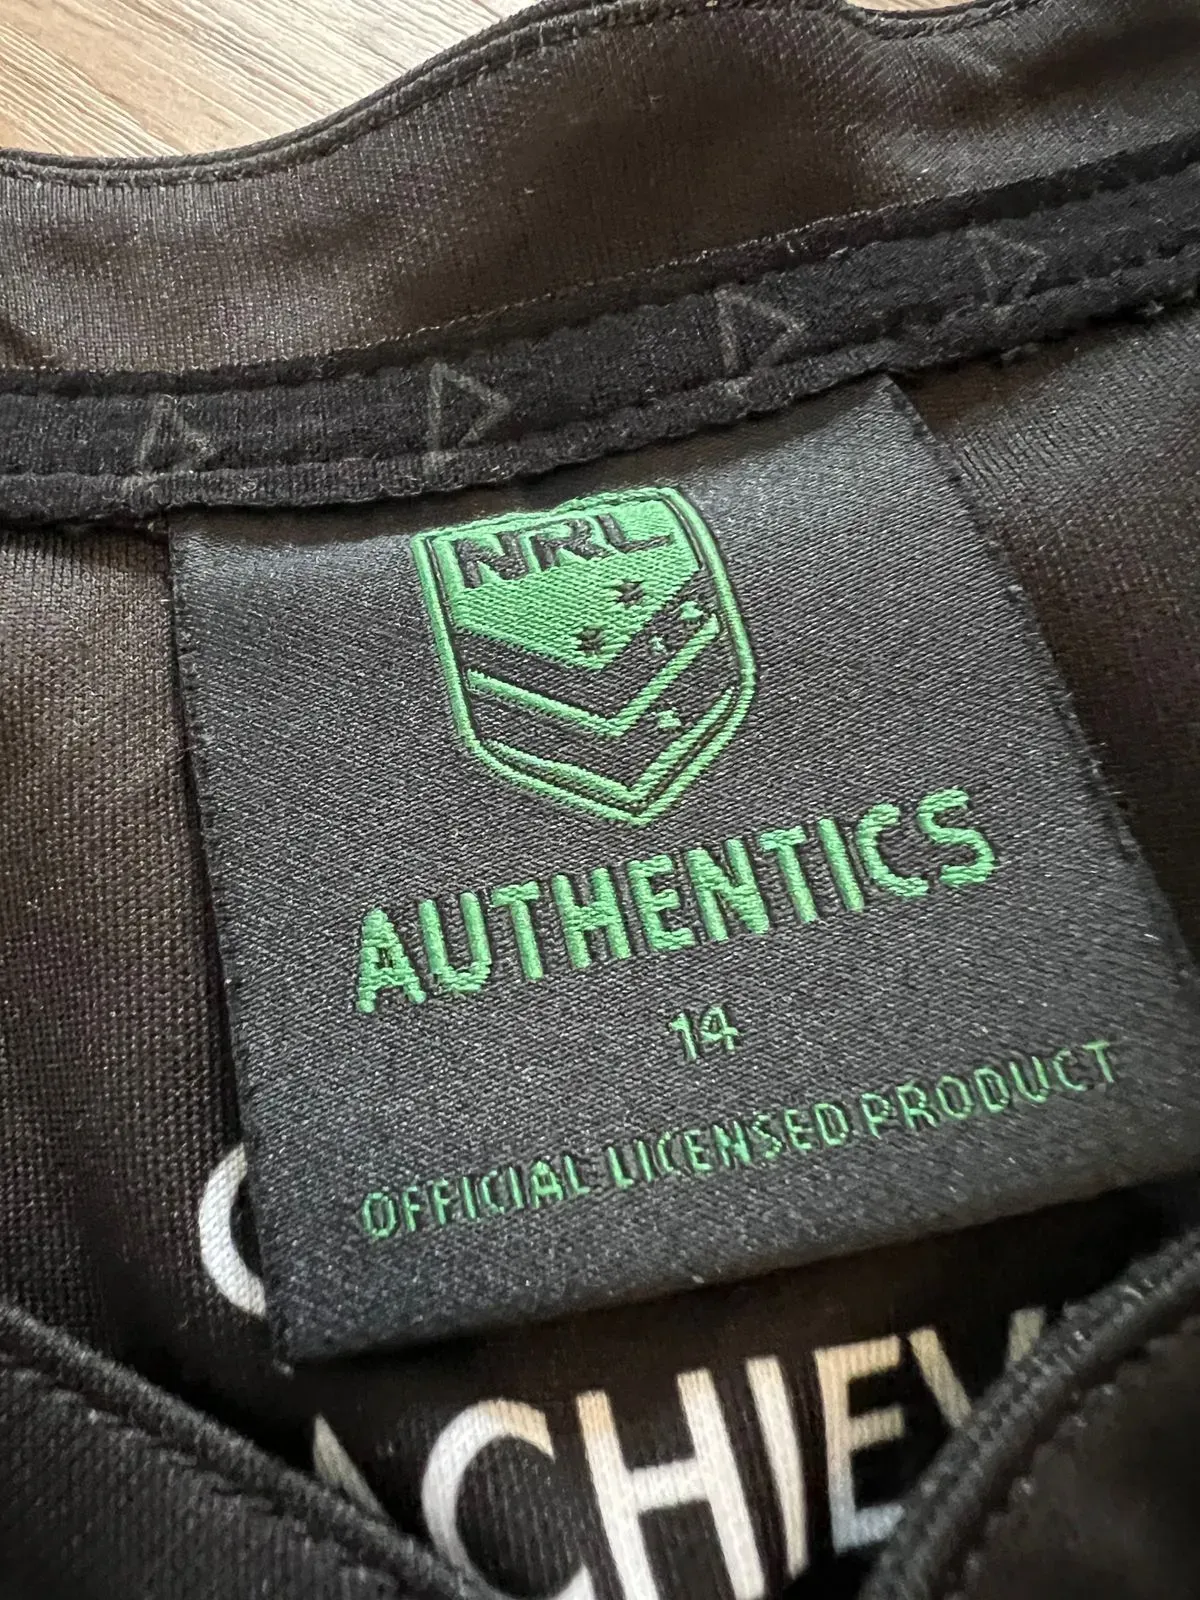 NRL
AUTHENTICS
14
OFFICIAL LICENSED PRODUCT